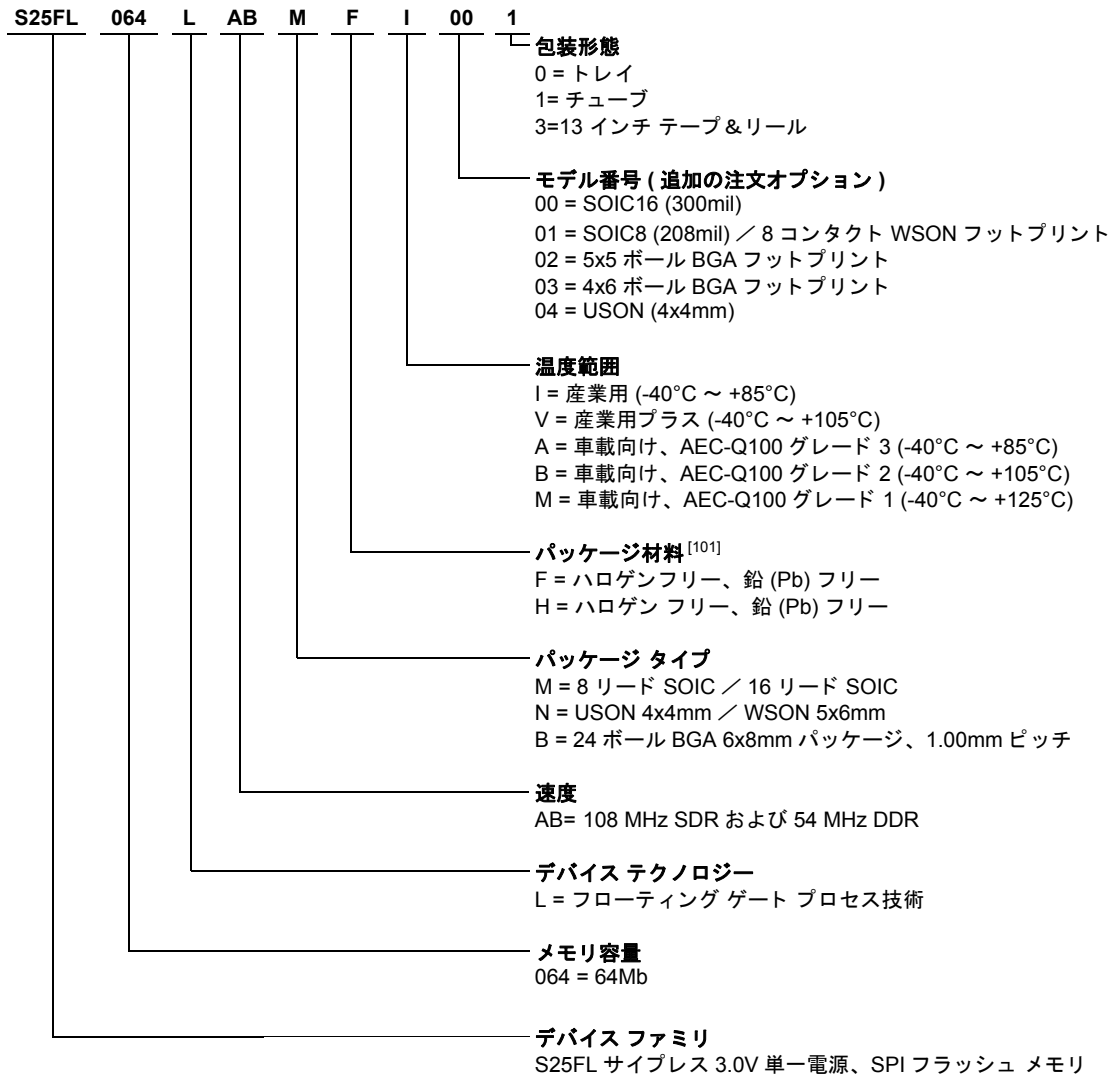 S25FL 064 L AB M F I 00 1
包装形態
0 = トレイ
1= チューブ
3=13 インチ テープ＆リール
モデル番号 ( 追加の注文オプション )
00 = SOIC16 (300mil)
01 = SOIC8 (208mil) ／ 8 コンタクト WSON フットプリント
02 = 5x5 ボール BGA フットプリント
03 = 4x6 ボール BGA フットプリント
04 = USON (4x4mm)
温度範囲
I = 産業用 (-40°C ～ +85°C)
V = 産業用プラス (-40°C ～ +105°C)
A = 車載向け、AEC-Q100 グレード 3 (-40°C ～ +85°C)
B = 車載向け、AEC-Q100 グレード 2 (-40°C ～ +105°C)
M = 車載向け、AEC-Q100 グレード 1 (-40°C ～ +125°C)
パッケージ材料 [101]
F = ハロゲンフリー、鉛 (Pb) フリー
H = ハロゲン フリー、鉛 (Pb) フリー
パッケージ タイプ
M = 8 リード SOIC ／ 16 リード SOIC
N = USON 4x4mm ／ WSON 5x6mm
B = 24 ボール BGA 6x8mm パッケージ、1.00mm ピッチ
速度
AB= 108 MHz SDR および 54 MHz DDR
デバイス テクノロジー
L = フローティング ゲート プロセス技術
メモリ容量
064 = 64Mb
デバイス ファミリ
S25FL サイプレス 3.0V 単一電源、SPI フラッシュ メモリ